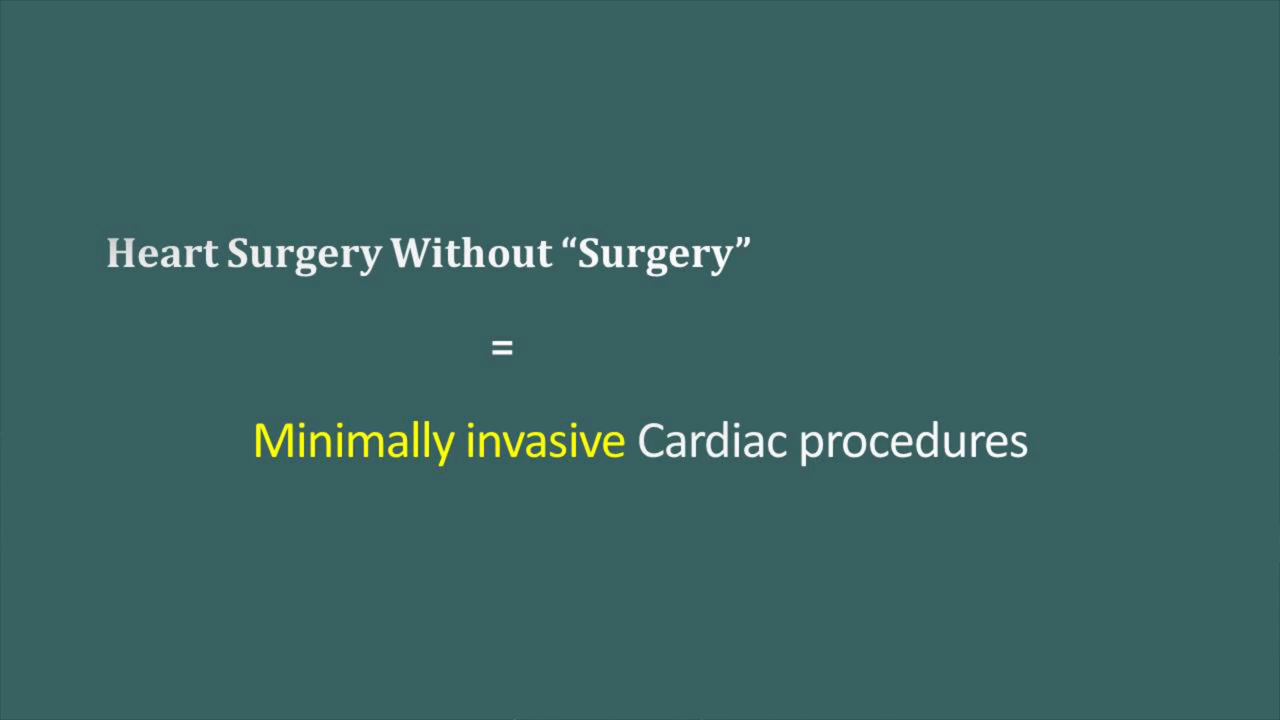 Heart Surgery Without “Surgery”
=
Minimally invasive Cardiac procedures